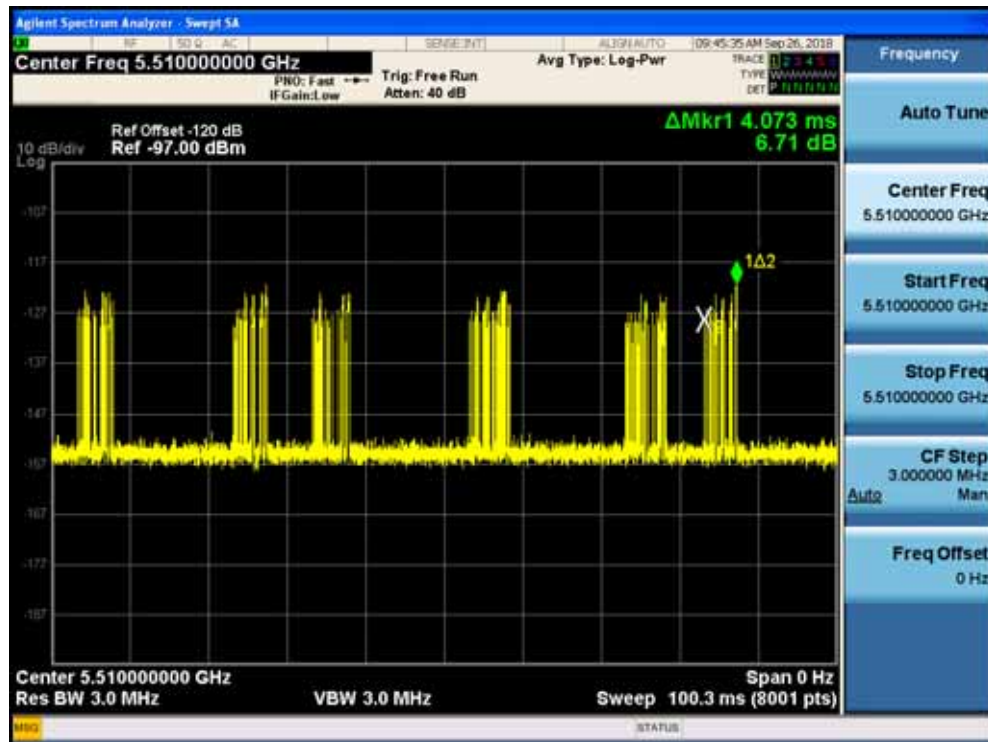 Agilent Spectrum Analyzer - Swept SA
RF 50 Ω AC SENSE:INT ALIGN AUTO 09:45:35 AM Sep 26, 2018
Center Freq 5.510000000 GHz
PNO: Fast
IFGain:Low
Trig: Free Run
Atten: 40 dB
Avg Type: Log-Pwr
TRACE 1 2 3 4 5
TYPE
DET P N N N N N
ΔMkr1 4.073 ms
6.71 dB
Ref Offset -120 dB
10 dB/div Ref -97.00 dBm
Log
-107
-117
-127
-137
-147
-157
-167
-177
-187
1Δ2
Center 5.510000000 GHz
Span 0 Hz
Res BW 3.0 MHz
VBW 3.0 MHz
Sweep 100.3 ms (8001 pts)
MSG
STATUS
Frequency
Auto Tune
Center Freq
5.510000000 GHz
Start Freq
5.510000000 GHz
Stop Freq
5.510000000 GHz
CF Step
3.000000 MHz
Auto Man
Freq Offset
0 Hz